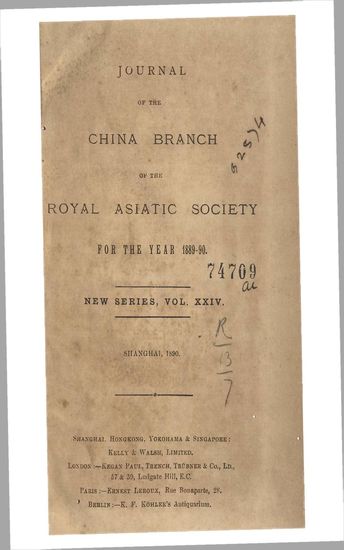 JOURNAL
OF THE
CHINA BRANCH
OF THE
ROYAL ASIATIC SOCIETY
FOR THE YEAR 1889-90.
74709
NEW SERIES, VOL. XXIV.
R
13
7
SHANGHAI, 1890.
SHANGHAI, HONGKONG, YOKOHAMA & SINGAPORE:
KELLY & WALSH, LIMITED.
LONDON:—KEGAN PAUL, TRENCH, TRÜBNER & CO., LD.,
57 & 59, Ludgate Hill, E.C.
PARIS:—ERNEST LEROUX, Rue Bonaparte, 28.
BERLIN:—K. F. KÖHLER'S Antiquarium.